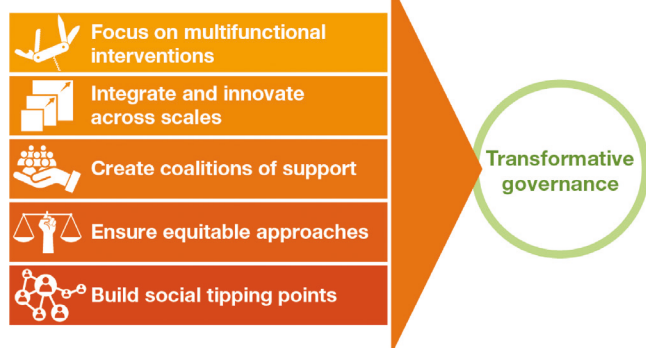 Focus on multifunctional
interventions
Integrate and innovate
across scales
Create coalitions of support
Ensure equitable approaches
Build social tipping points
Transformative
governance